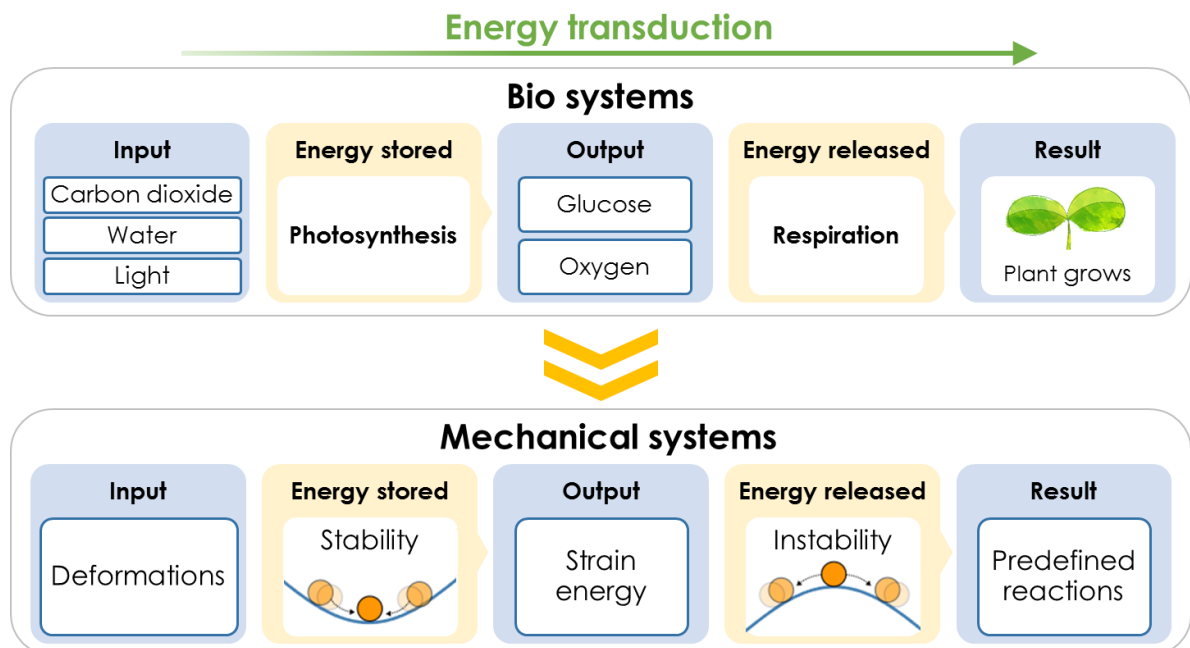 Energy transduction
Bio systems
Input
Carbon dioxide
Water
Light
Energy stored
Photosynthesis
Output
Glucose
Oxygen
Energy released
Respiration
Result
Plant grows
Mechanical systems
Input
Deformations
Energy stored
Stability
Output
Strain
energy
Energy released
Instability
Result
Predefined
reactions